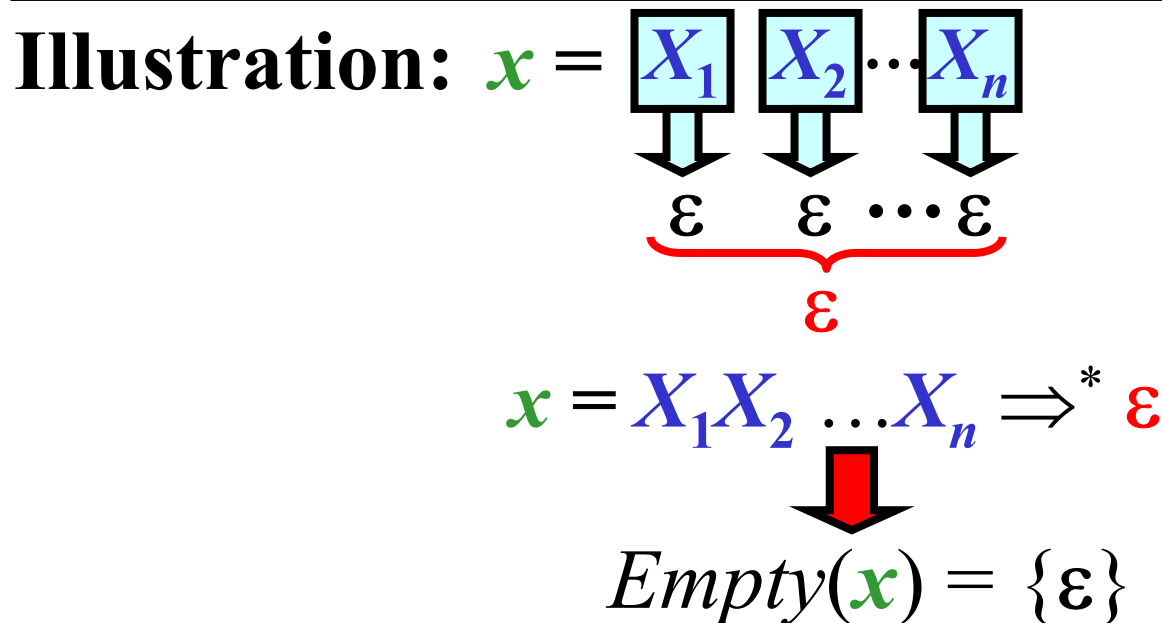 Illustration: x = X₁ X₂ ⋯ Xₙ
ε ε ⋯ ε
ε
x = X₁X₂ …Xₙ ⇒* ε
Empty(x) = {ε}